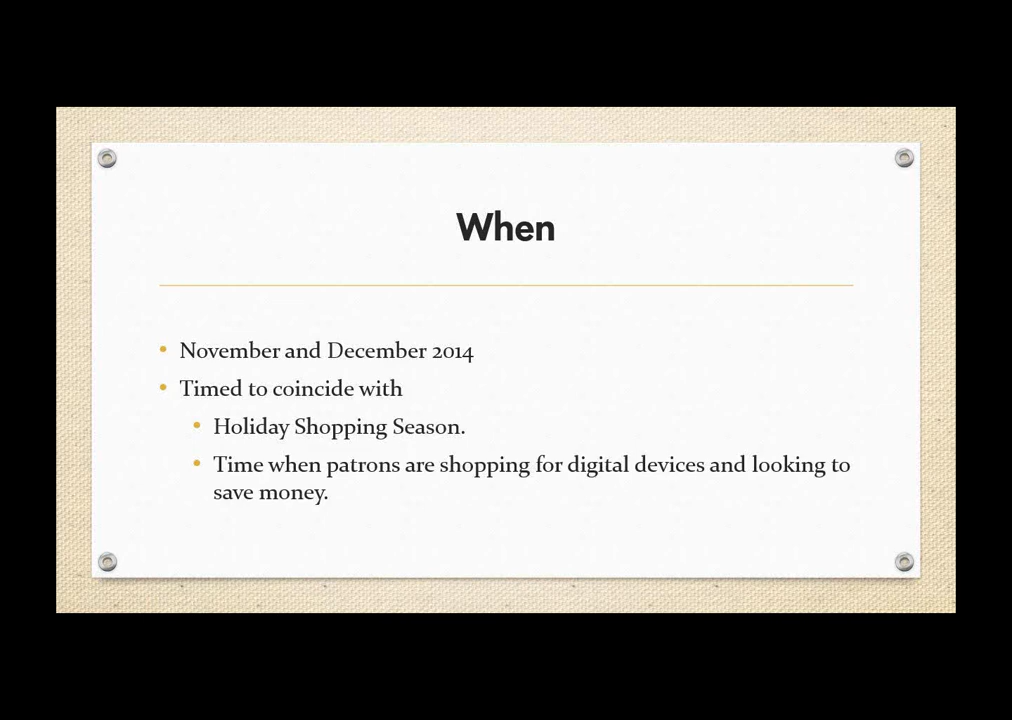 When
• November and December 2014
• Timed to coincide with
• Holiday Shopping Season.
• Time when patrons are shopping for digital devices and looking to
save money.